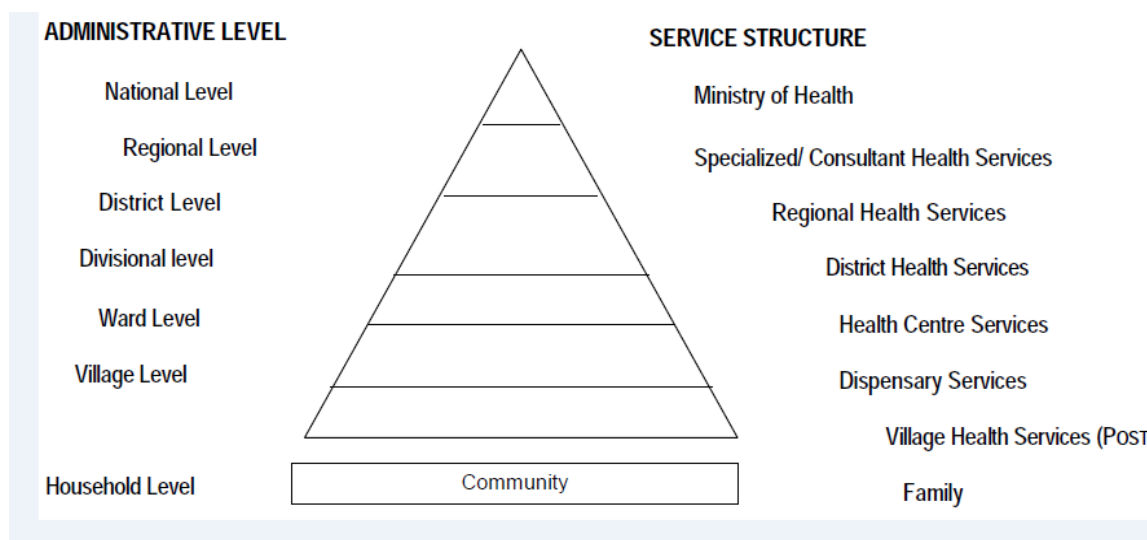 ADMINISTRATIVE LEVEL
SERVICE STRUCTURE
National Level
Ministry of Health
Regional Level
Specialized/ Consultant Health Services
District Level
Regional Health Services
Divisional level
District Health Services
Ward Level
Health Centre Services
Village Level
Dispensary Services
Village Health Services (POST
Household Level
Community
Family